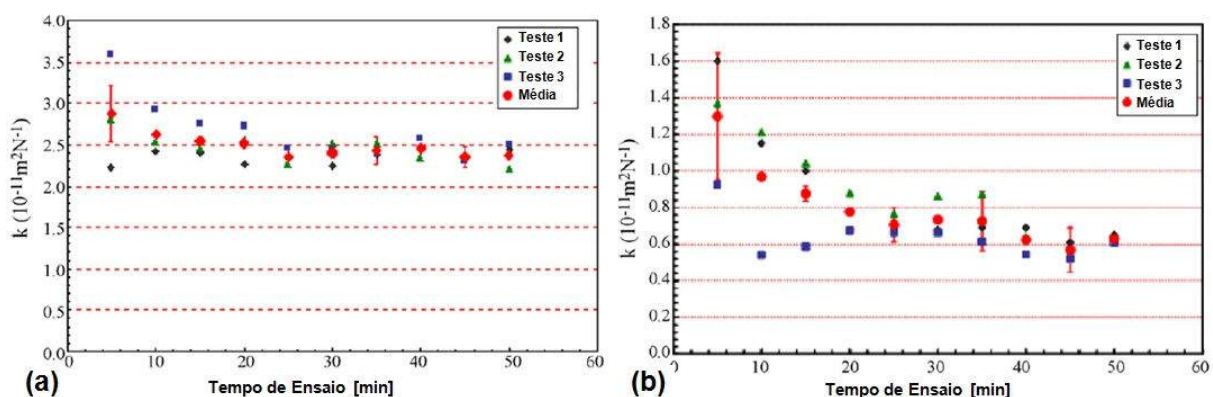 4.0
3.5
3.0
2.5
2.0
1.5
1.0
0.5
0.0
k (10⁻¹¹m²N⁻¹)
0 10 20 30 40 50 60
Tempo de Ensaio [min]
(a)
Teste 1
Teste 2
Teste 3
Média
1.8
1.6
1.4
1.2
1.0
0.8
0.6
0.4
0.2
0.0
k (10⁻¹¹m²N⁻¹)
0 10 20 30 40 50 60
Tempo de Ensaio [min]
(b)
Teste 1
Teste 2
Teste 3
Média